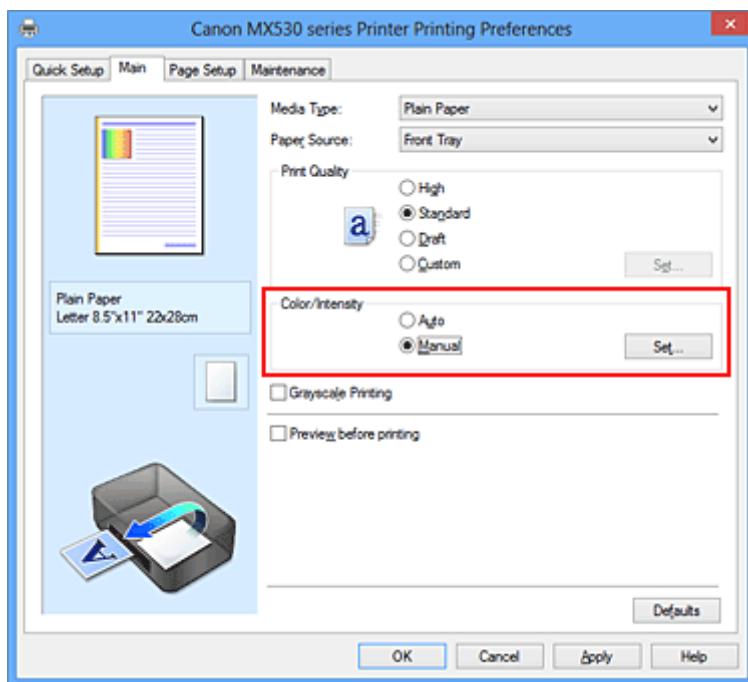 Canon MX530 series Printer Printing Preferences
×
Quick Setup Main Page Setup Maintenance
Media Type: Plain Paper
Paper Source: Front Tray
Print Quality
High
a Standard
Draft
Custom Set...
Plain Paper
Letter 8.5"x11" 22x28cm
Color/Intensity
Auto
Manual Set...
Grayscale Printing
Preview before printing
A
Defaults
OK Cancel Apply Help